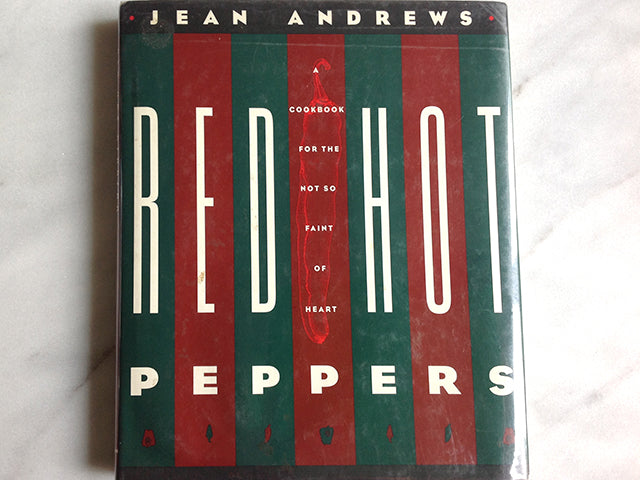 JEAN ANDREWS
RED HOT
A
COOKBOOK
FOR THE
NOT SO
FAINT
OF
HEART
PEPPERS